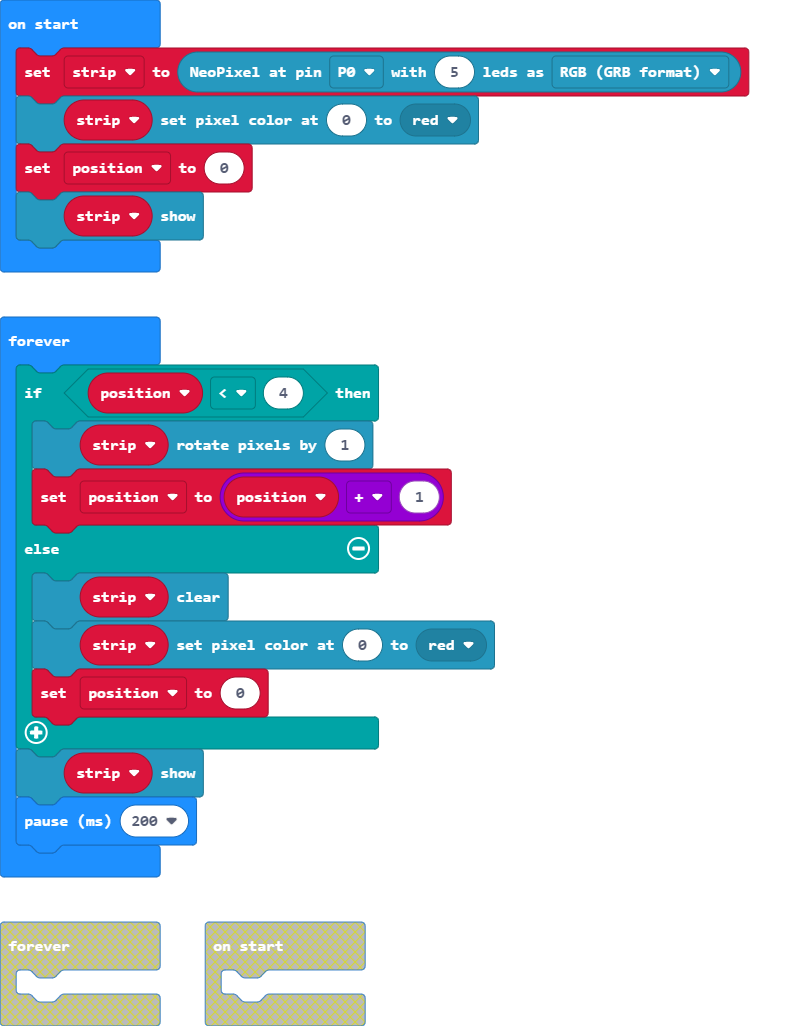 on start
set strip to NeoPixel at pin P0 with 5 leds as RGB (GRB format)
strip set pixel color at 0 to red
set position to 0
strip show
forever
if position < 4 then
strip rotate pixels by 1
set position to position + 1
else
strip clear
strip set pixel color at 0 to red
set position to 0
strip show
pause (ms) 200
forever
on start